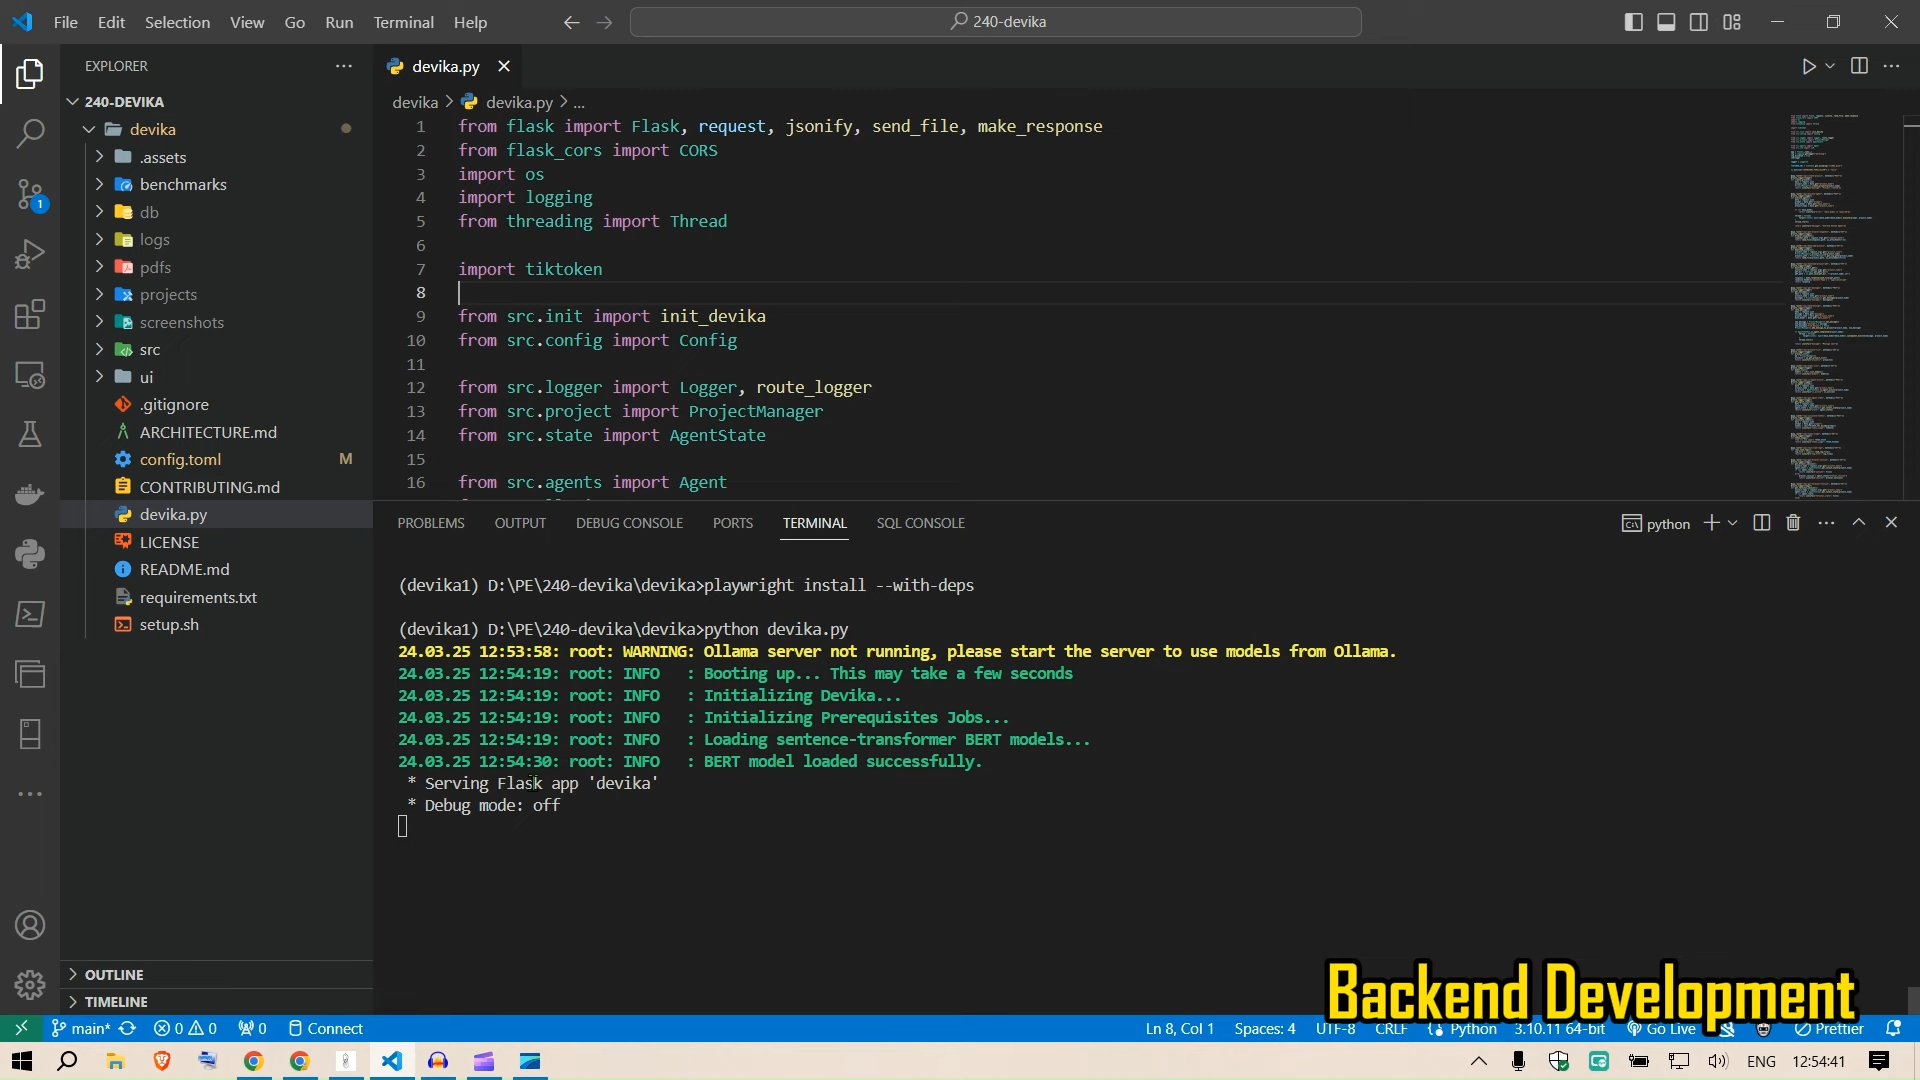 File Edit Selection View Go Run Terminal Help
240-devika
EXPLORER
240-DEVIKA
devika
.assets
benchmarks
db
logs
pdfs
projects
screenshots
src
ui
.gitignore
ARCHITECTURE.md
config.toml M
CONTRIBUTING.md
devika.py
LICENSE
README.md
requirements.txt
setup.sh
OUTLINE
TIMELINE
1
devika.py
devika > devika.py > ...
1 from flask import Flask, request, jsonify, send_file, make_response
2 from flask_cors import CORS
3 import os
4 import logging
5 from threading import Thread
6
7 import tiktoken
8
9 from src.init import init_devika
10 from src.config import Config
11
12 from src.logger import Logger, route_logger
13 from src.project import ProjectManager
14 from src.state import AgentState
15
16 from src.agents import Agent
PROBLEMS OUTPUT DEBUG CONSOLE PORTS TERMINAL SQL CONSOLE
python
(devika1) D:\PE\240-devika\devika>playwright install --with-deps
(devika1) D:\PE\240-devika\devika>python devika.py
24.03.25 12:53:58: root: WARNING: Ollama server not running, please start the server to use models from Ollama.
24.03.25 12:54:19: root: INFO : Booting up... This may take a few seconds
24.03.25 12:54:19: root: INFO : Initializing Devika...
24.03.25 12:54:19: root: INFO : Initializing Prerequisites Jobs...
24.03.25 12:54:19: root: INFO : Loading sentence-transformer BERT models...
24.03.25 12:54:30: root: INFO : BERT model loaded successfully.
* Serving Flask app 'devika'
* Debug mode: off
Backend Development
main* 0 0 0 Connect
Ln 8, Col 1 Spaces: 4 UTF-8 CRLF Python 3.10.11 64-bit Go Live Prettier
ENG 12:54:41